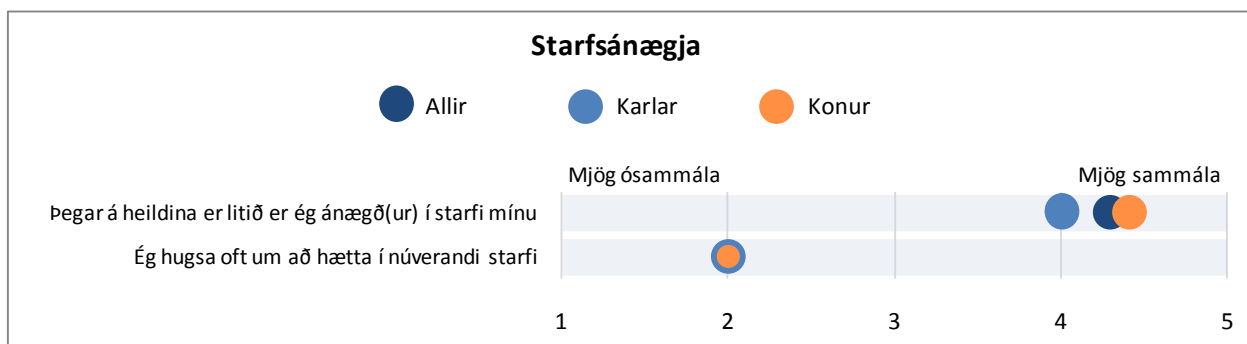 Starfsánægja
Allir Karlar Konur
Mjög ósammála Mjög sammála
Þegar á heildina er litið er ég ánægð(ur) í starfi mínu
Ég hugsa oft um að hætta í núverandi starfi
1 2 3 4 5